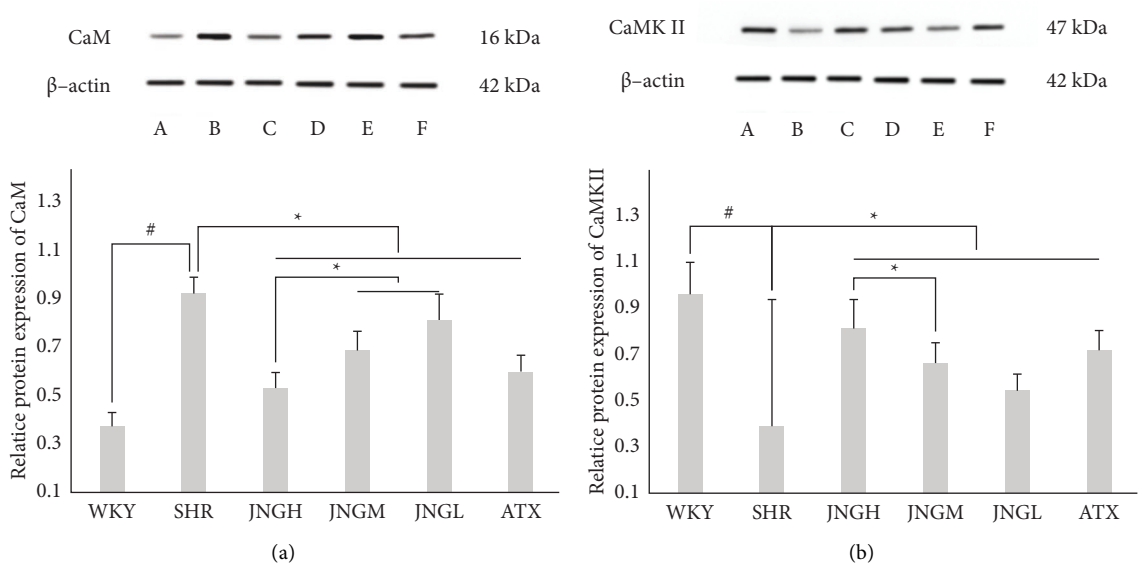 CaM
16 kDa
β–actin
42 kDa
A B C D E F
Relatice protein expression of CaM
1.3
1.1
0.9
0.7
0.5
0.3
0.1
#
*
*
WKY SHR JNGH JNGM JNGL ATX
(a)
CaMK II
47 kDa
β–actin
42 kDa
A B C D E F
Relatice protein expression of CaMKII
1.3
1.1
0.9
0.7
0.5
0.3
0.1
#
*
*
WKY SHR JNGH JNGM JNGL ATX
(b)